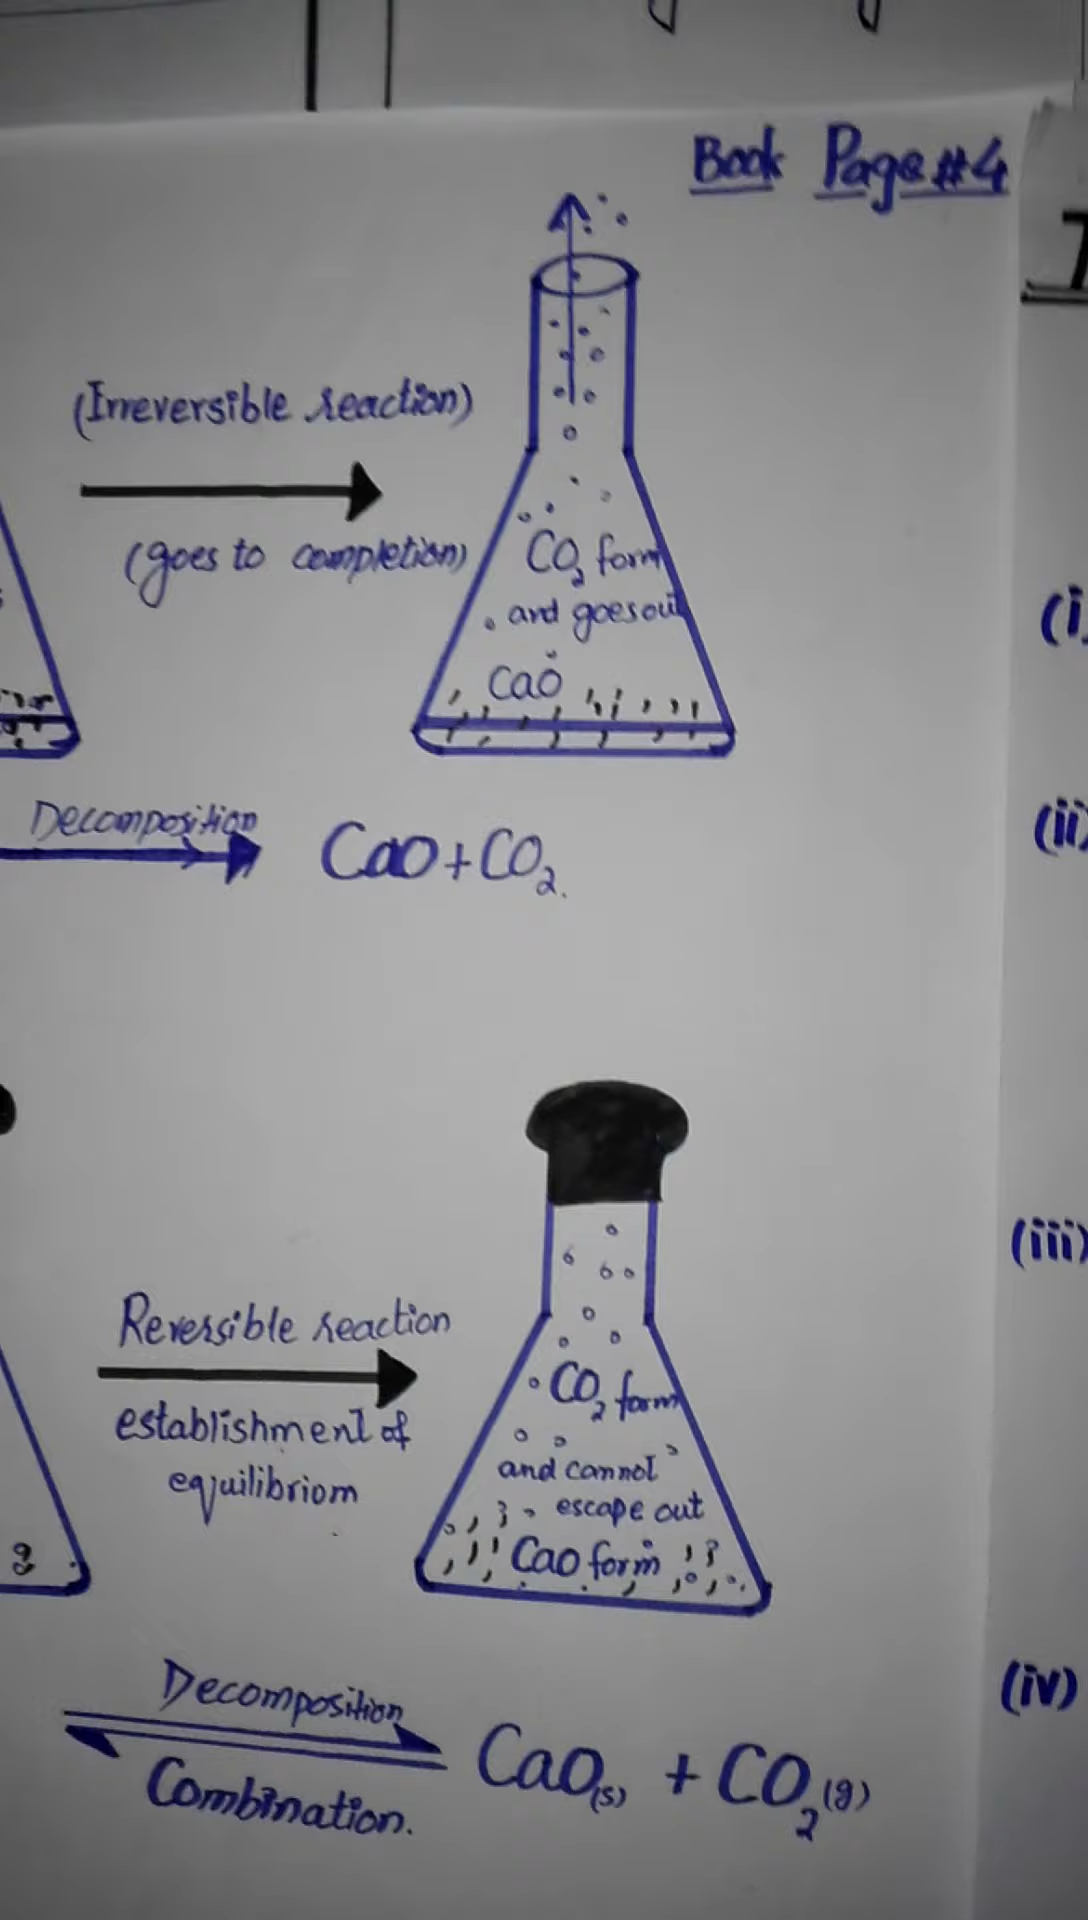 Book Page#4
(Irreversible reaction)
(goes to completion)
CO2 form
and goes out
CaO
Decomposition
CaO+CO2.
(i)
(ii)
Reversible reaction
establishment of
equilibriom
CO2 form
and cannot
escape out
CaO form
(iii)
Decomposition
Combination.
CaO(s) + CO2(g)
(iv)